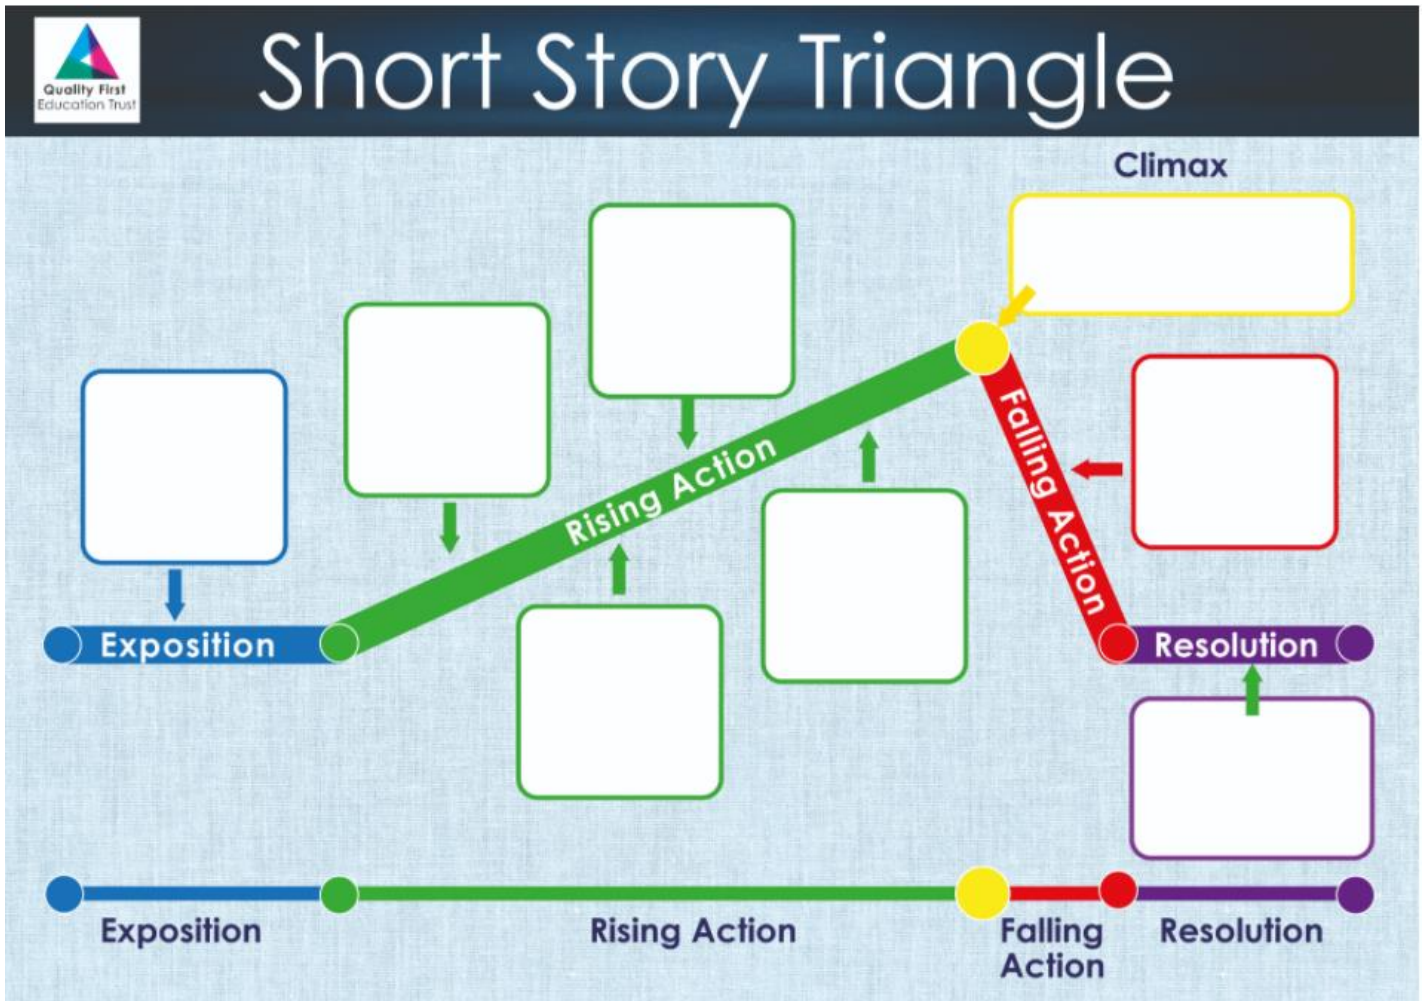 Quality First
Education Trust
Short Story Triangle
Climax
Rising Action
Falling Action
Exposition
Resolution
Exposition
Rising Action
Falling
Action
Resolution